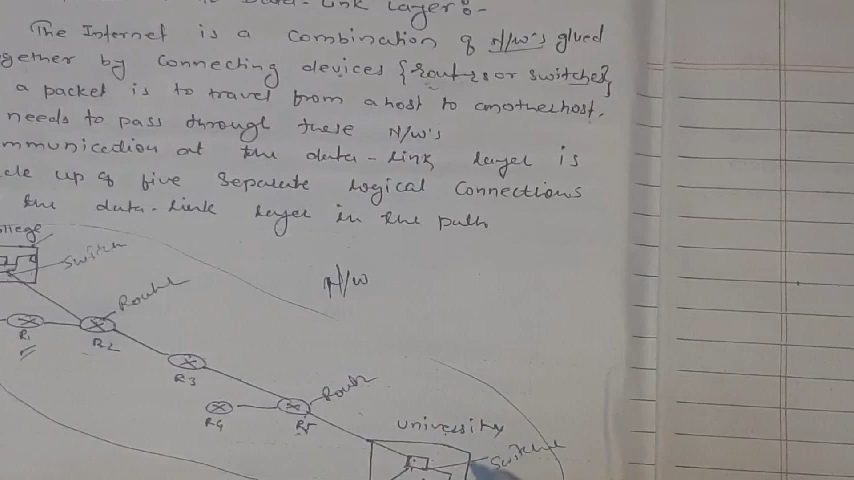 to Data-Link Layer:-
The Internet is a combination of N/w's glued
gether by connecting devices {routers or switches}
a packet is to travel from a host to another host.
needs to pass through these N/w's
mmunication at the data-link layer is
de up of five separate logical connections
the data-link layer in the path
llege
Switch
N/w
Router
R1
R2
R3
Router
R4
R5
University
Switch